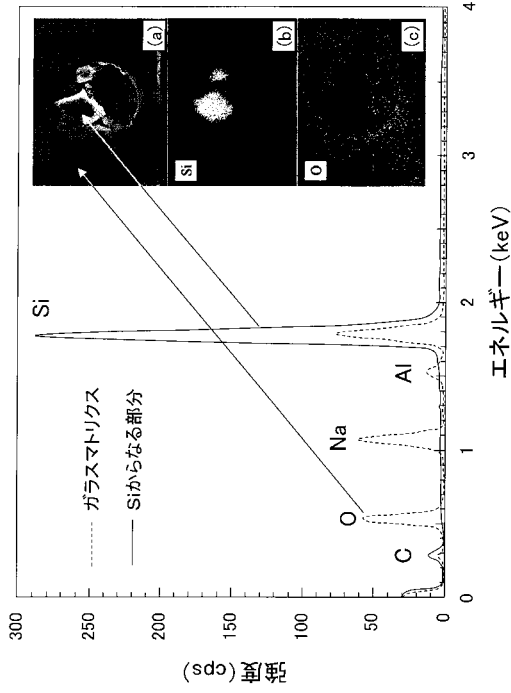 300
250
200
150
100
50
0
強度(cps)
0
1
2
3
4
エネルギー(keV)
ガラスマトリクス
Siからなる部分
C
O
Na
Al
Si
(a)
Si
(b)
O
(c)